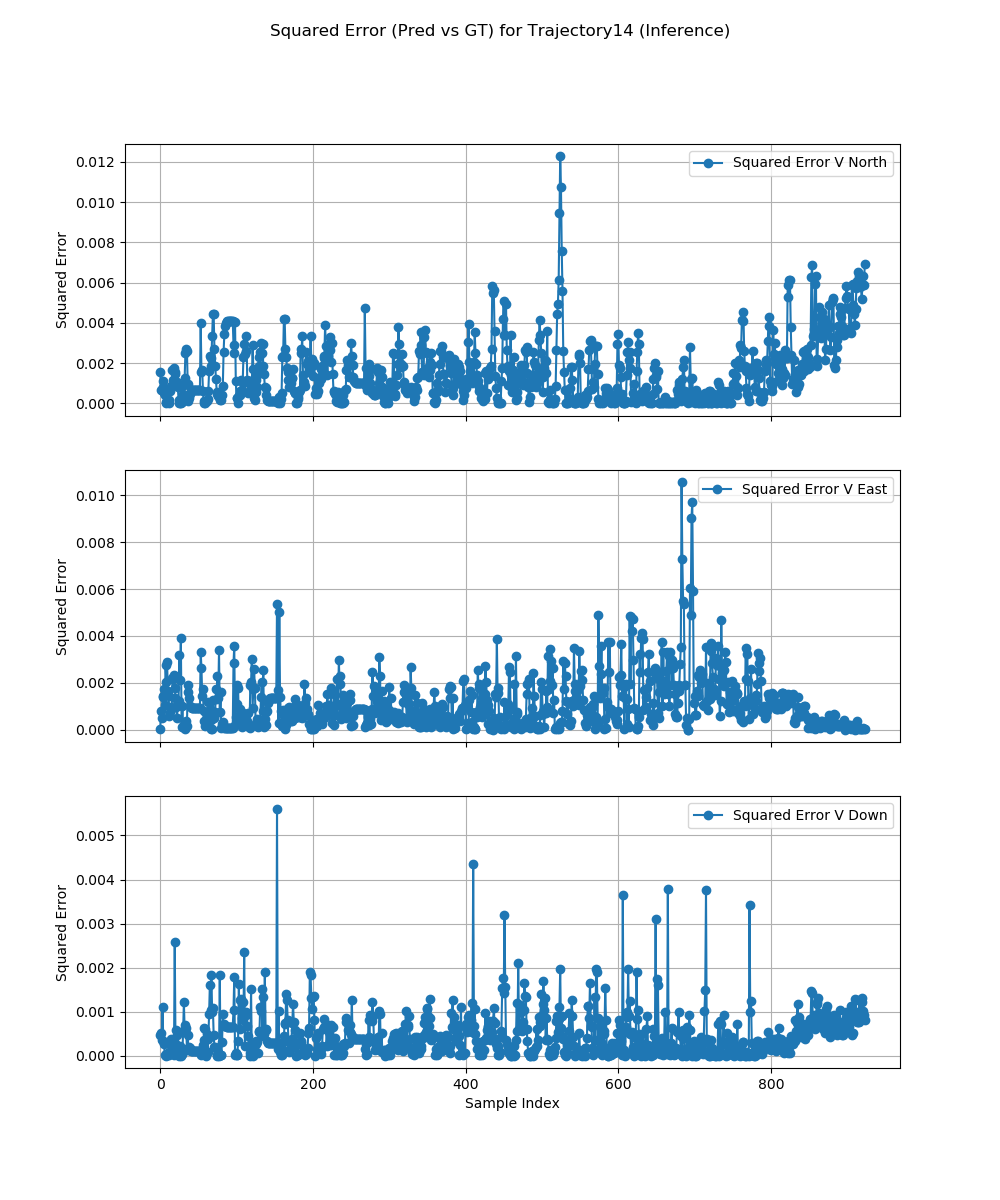 Squared Error (Pred vs GT) for Trajectory14 (Inference)
Squared Error V North
0.012
0.010
0.008
0.006
0.004
0.002
0.000
Squared Error
Squared Error V East
0.010
0.008
0.006
0.004
0.002
0.000
Squared Error
Squared Error V Down
0.005
0.004
0.003
0.002
0.001
0.000
Squared Error
0 200 400 600 800
Sample Index